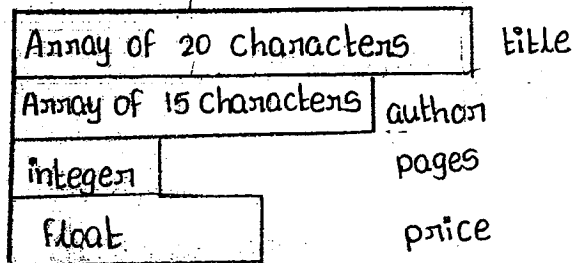 Array of 20 Characters title
Array of 15 Characters author
integer pages
float price